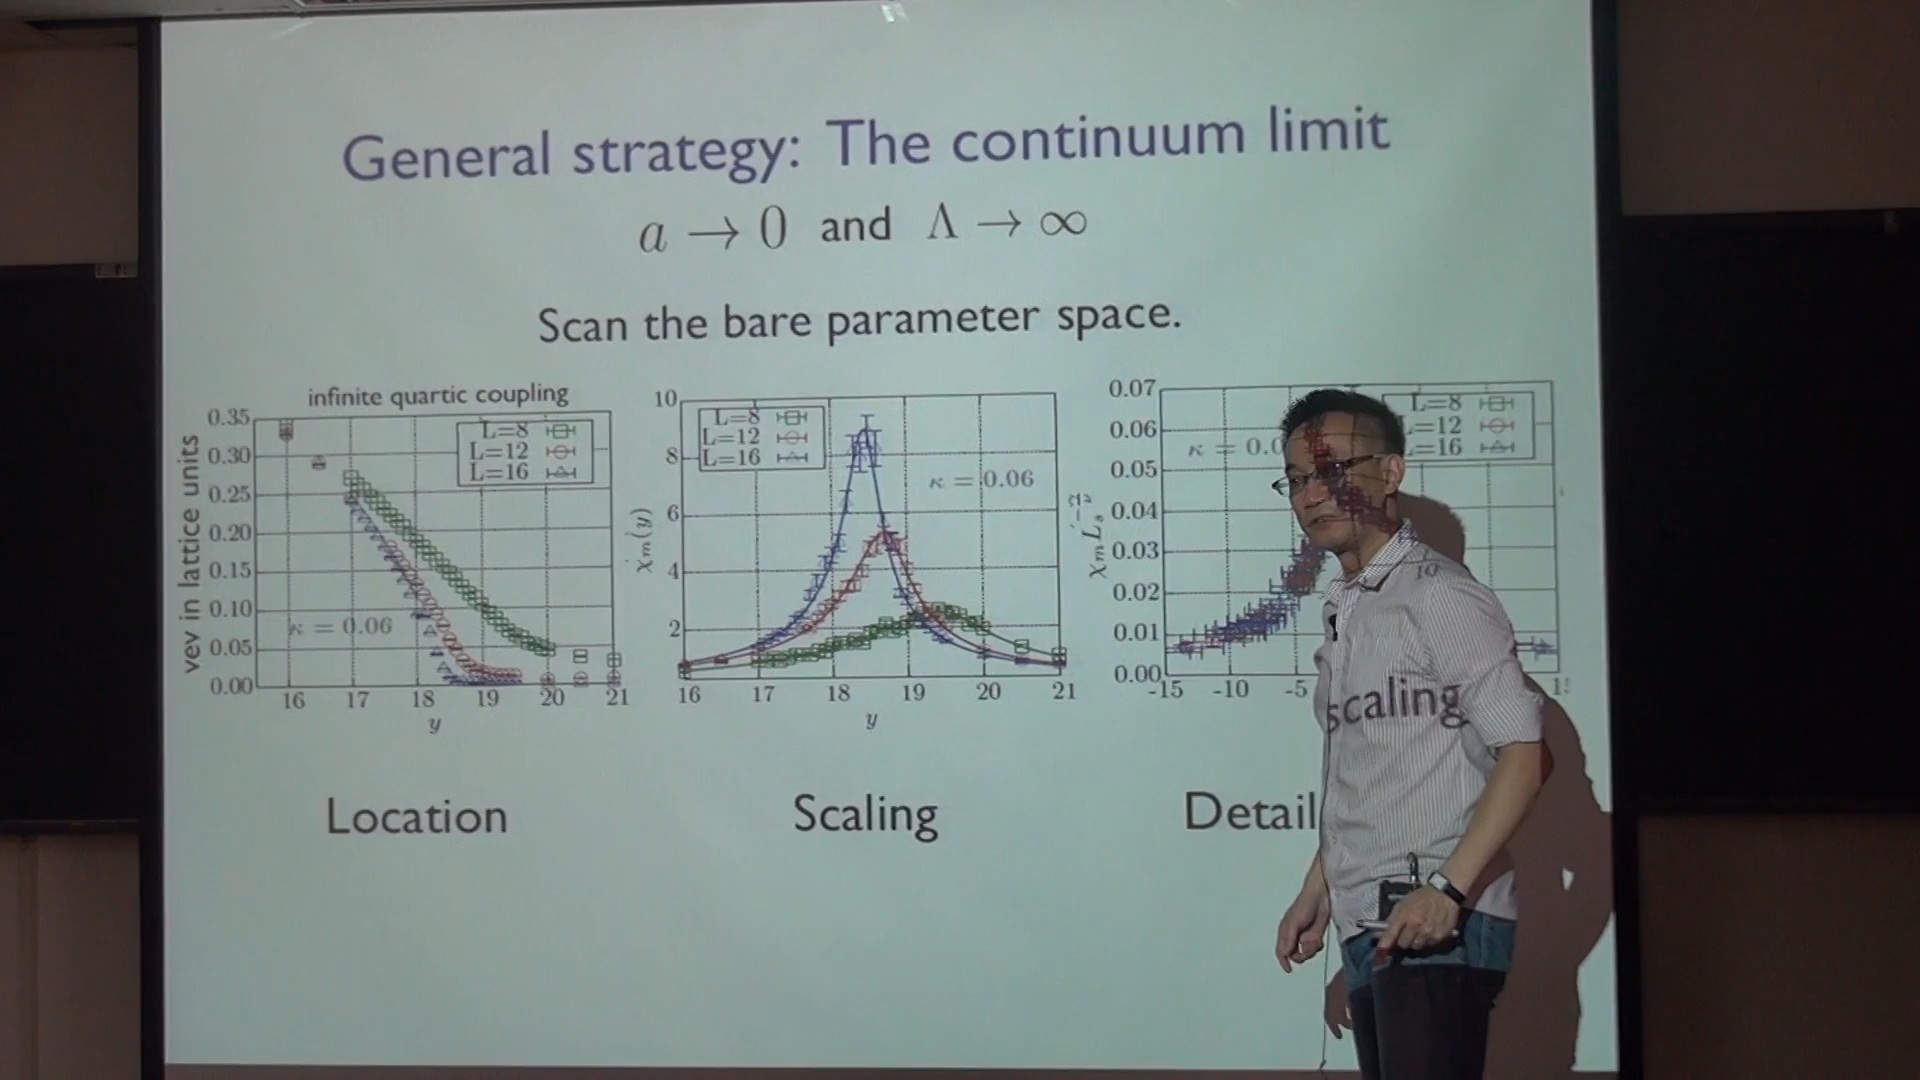 General strategy: The continuum limit
a → 0 and Λ → ∞
Scan the bare parameter space.
infinite quartic coupling
vev in lattice units
0.35
0.30
0.25
0.20
0.15
0.10
0.05
0.00
L=8
L=12
L=16
κ = 0.06
16 17 18 19 20 21
y
χm(y)
10
8
6
4
2
L=8
L=12
L=16
κ = 0.06
16 17 18 19 20 21
y
0.07
0.06
0.05
0.04
0.03
0.02
0.01
0.00
L=8
L=12
L=16
κ = 0.0
10
-15 -10 -5
scaling
Location
Scaling
Detail